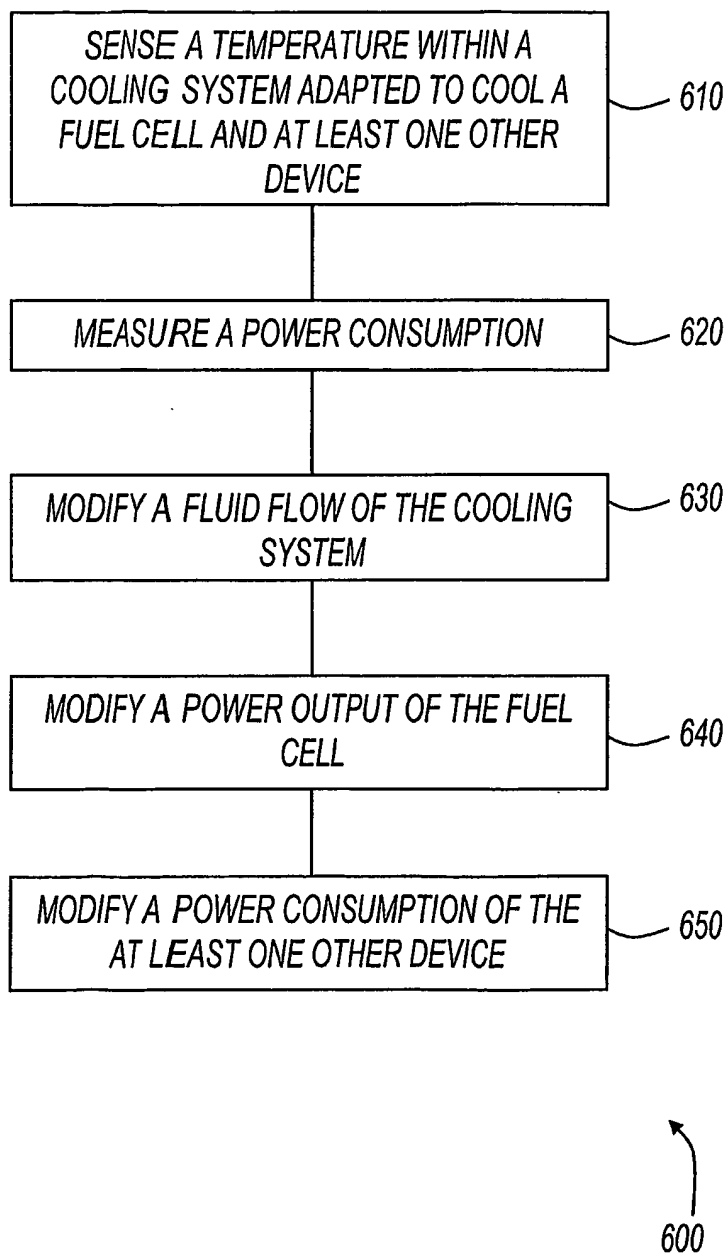 SENSE A TEMPERATURE WITHIN A
COOLING SYSTEM ADAPTED TO COOL A
FUEL CELL AND AT LEAST ONE OTHER
DEVICE
610
MEASURE A POWER CONSUMPTION
620
MODIFY A FLUID FLOW OF THE COOLING
SYSTEM
630
MODIFY A POWER OUTPUT OF THE FUEL
CELL
640
MODIFY A POWER CONSUMPTION OF THE
AT LEAST ONE OTHER DEVICE
650
600